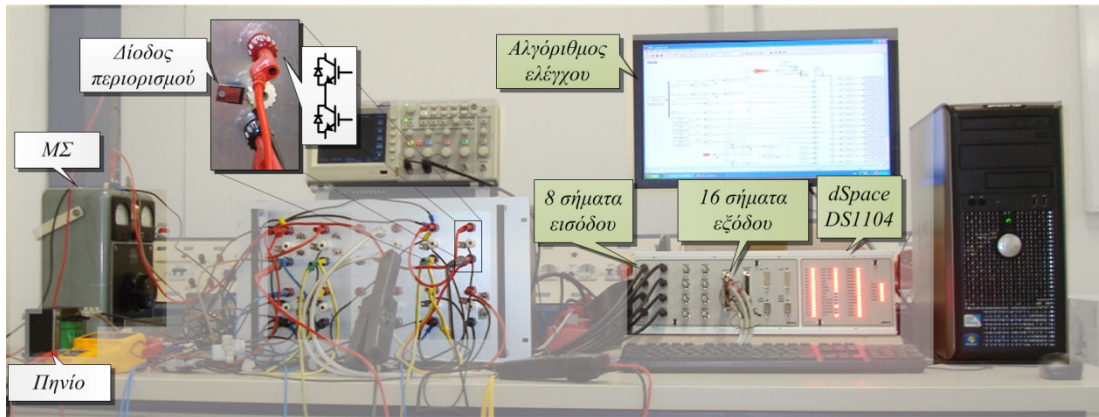 Δίοδος
περιορισμού
Αλγόριθμος
ελέγχου
ΜΣ
8 σήματα
εισόδου
16 σήματα
εξόδου
dSpace
DS1104
Πηνίο